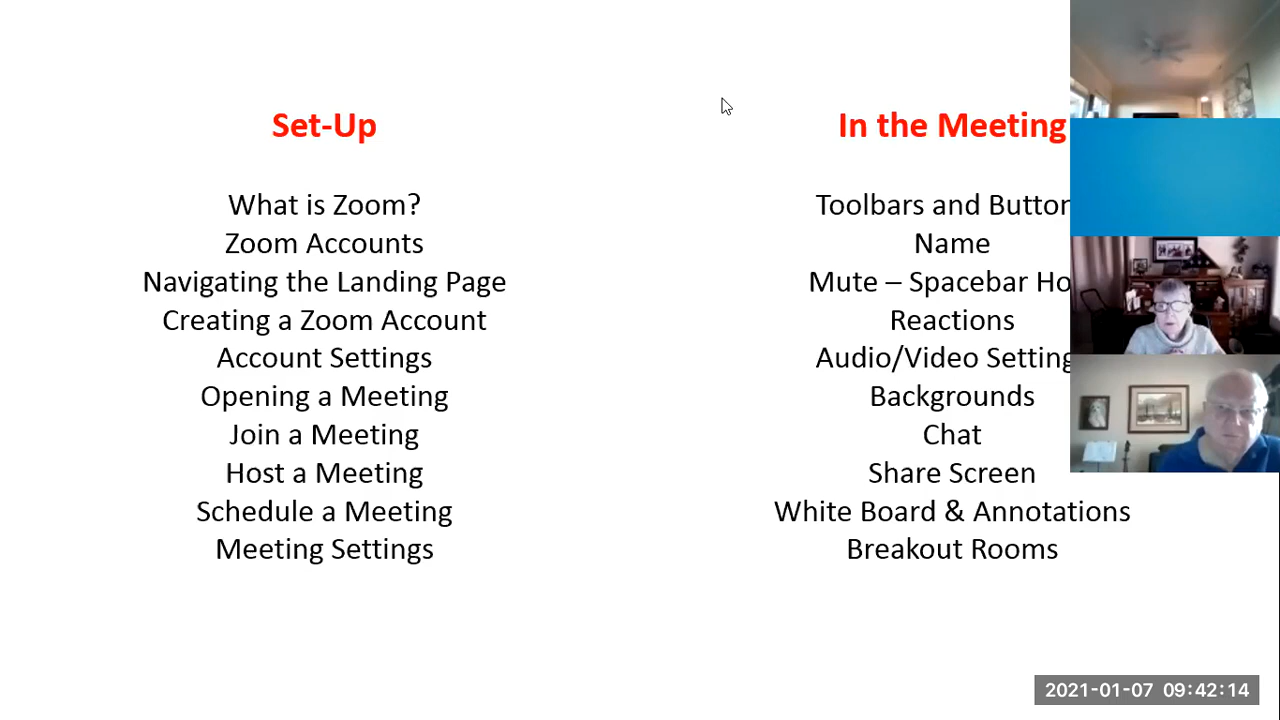 Set-Up
What is Zoom?
Zoom Accounts
Navigating the Landing Page
Creating a Zoom Account
Account Settings
Opening a Meeting
Join a Meeting
Host a Meeting
Schedule a Meeting
Meeting Settings
In the Meeting
Toolbars and Button
Name
Mute – Spacebar Ho
Reactions
Audio/Video Setting
Backgrounds
Chat
Share Screen
White Board & Annotations
Breakout Rooms
2021-01-07 09:42:14